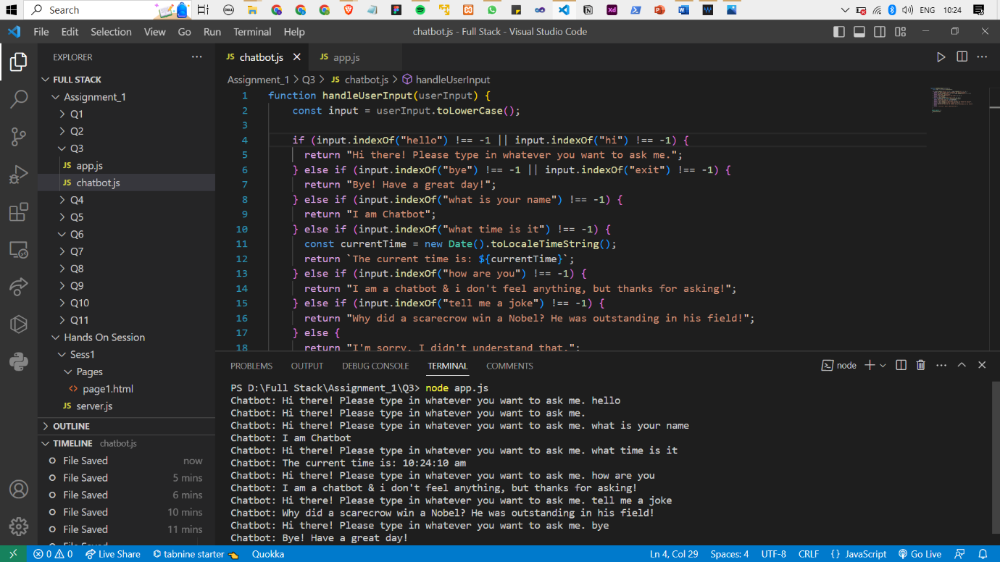 Search
ENG
10:24
File Edit Selection View Go Run Terminal Help
chatbot.js - Full Stack - Visual Studio Code
EXPLORER
FULL STACK
Assignment_1
Q1
Q2
Q3
JS app.js
JS chatbot.js
Q4
Q5
Q6
Q7
Q8
Q9
Q10
Q11
Hands On Session
Sess1
Pages
<> page1.html
JS server.js
OUTLINE
TIMELINE chatbot.js
File Saved now
File Saved 5 mins
File Saved 6 mins
File Saved 10 mins
File Saved 11 mins
JS chatbot.js
JS app.js
Assignment_1 > Q3 > JS chatbot.js > handleUserInput
1 function handleUserInput(userInput) {
2 const input = userInput.toLowerCase();
3
4 if (input.indexOf("hello") !== -1 || input.indexOf("hi") !== -1) {
5 return "Hi there! Please type in whatever you want to ask me.";
6 } else if (input.indexOf("bye") !== -1 || input.indexOf("exit") !== -1) {
7 return "Bye! Have a great day!";
8 } else if (input.indexOf("what is your name") !== -1) {
9 return "I am Chatbot";
10 } else if (input.indexOf("what time is it") !== -1) {
11 const currentTime = new Date().toLocaleTimeString();
12 return `The current time is: ${currentTime}`;
13 } else if (input.indexOf("how are you") !== -1) {
14 return "I am a chatbot & i don't feel anything, but thanks for asking!";
15 } else if (input.indexOf("tell me a joke") !== -1) {
16 return "Why did a scarecrow win a Nobel? He was outstanding in his field!";
17 } else {
18 return "I'm sorry, I didn't understand that.";
PROBLEMS OUTPUT DEBUG CONSOLE TERMINAL COMMENTS
node
PS D:\Full Stack\Assignment_1\Q3> node app.js
Chatbot: Hi there! Please type in whatever you want to ask me. hello
Chatbot: Hi there! Please type in whatever you want to ask me.
Chatbot: Hi there! Please type in whatever you want to ask me. what is your name
Chatbot: I am Chatbot
Chatbot: Hi there! Please type in whatever you want to ask me. what time is it
Chatbot: The current time is: 10:24:10 am
Chatbot: Hi there! Please type in whatever you want to ask me. how are you
Chatbot: I am a chatbot & i don't feel anything, but thanks for asking!
Chatbot: Hi there! Please type in whatever you want to ask me. tell me a joke
Chatbot: Why did a scarecrow win a Nobel? He was outstanding in his field!
Chatbot: Hi there! Please type in whatever you want to ask me. bye
Chatbot: Bye! Have a great day!
0 0 Live Share tabnine starter Quokka
Ln 4, Col 29 Spaces: 4 UTF-8 CRLF {} JavaScript Go Live